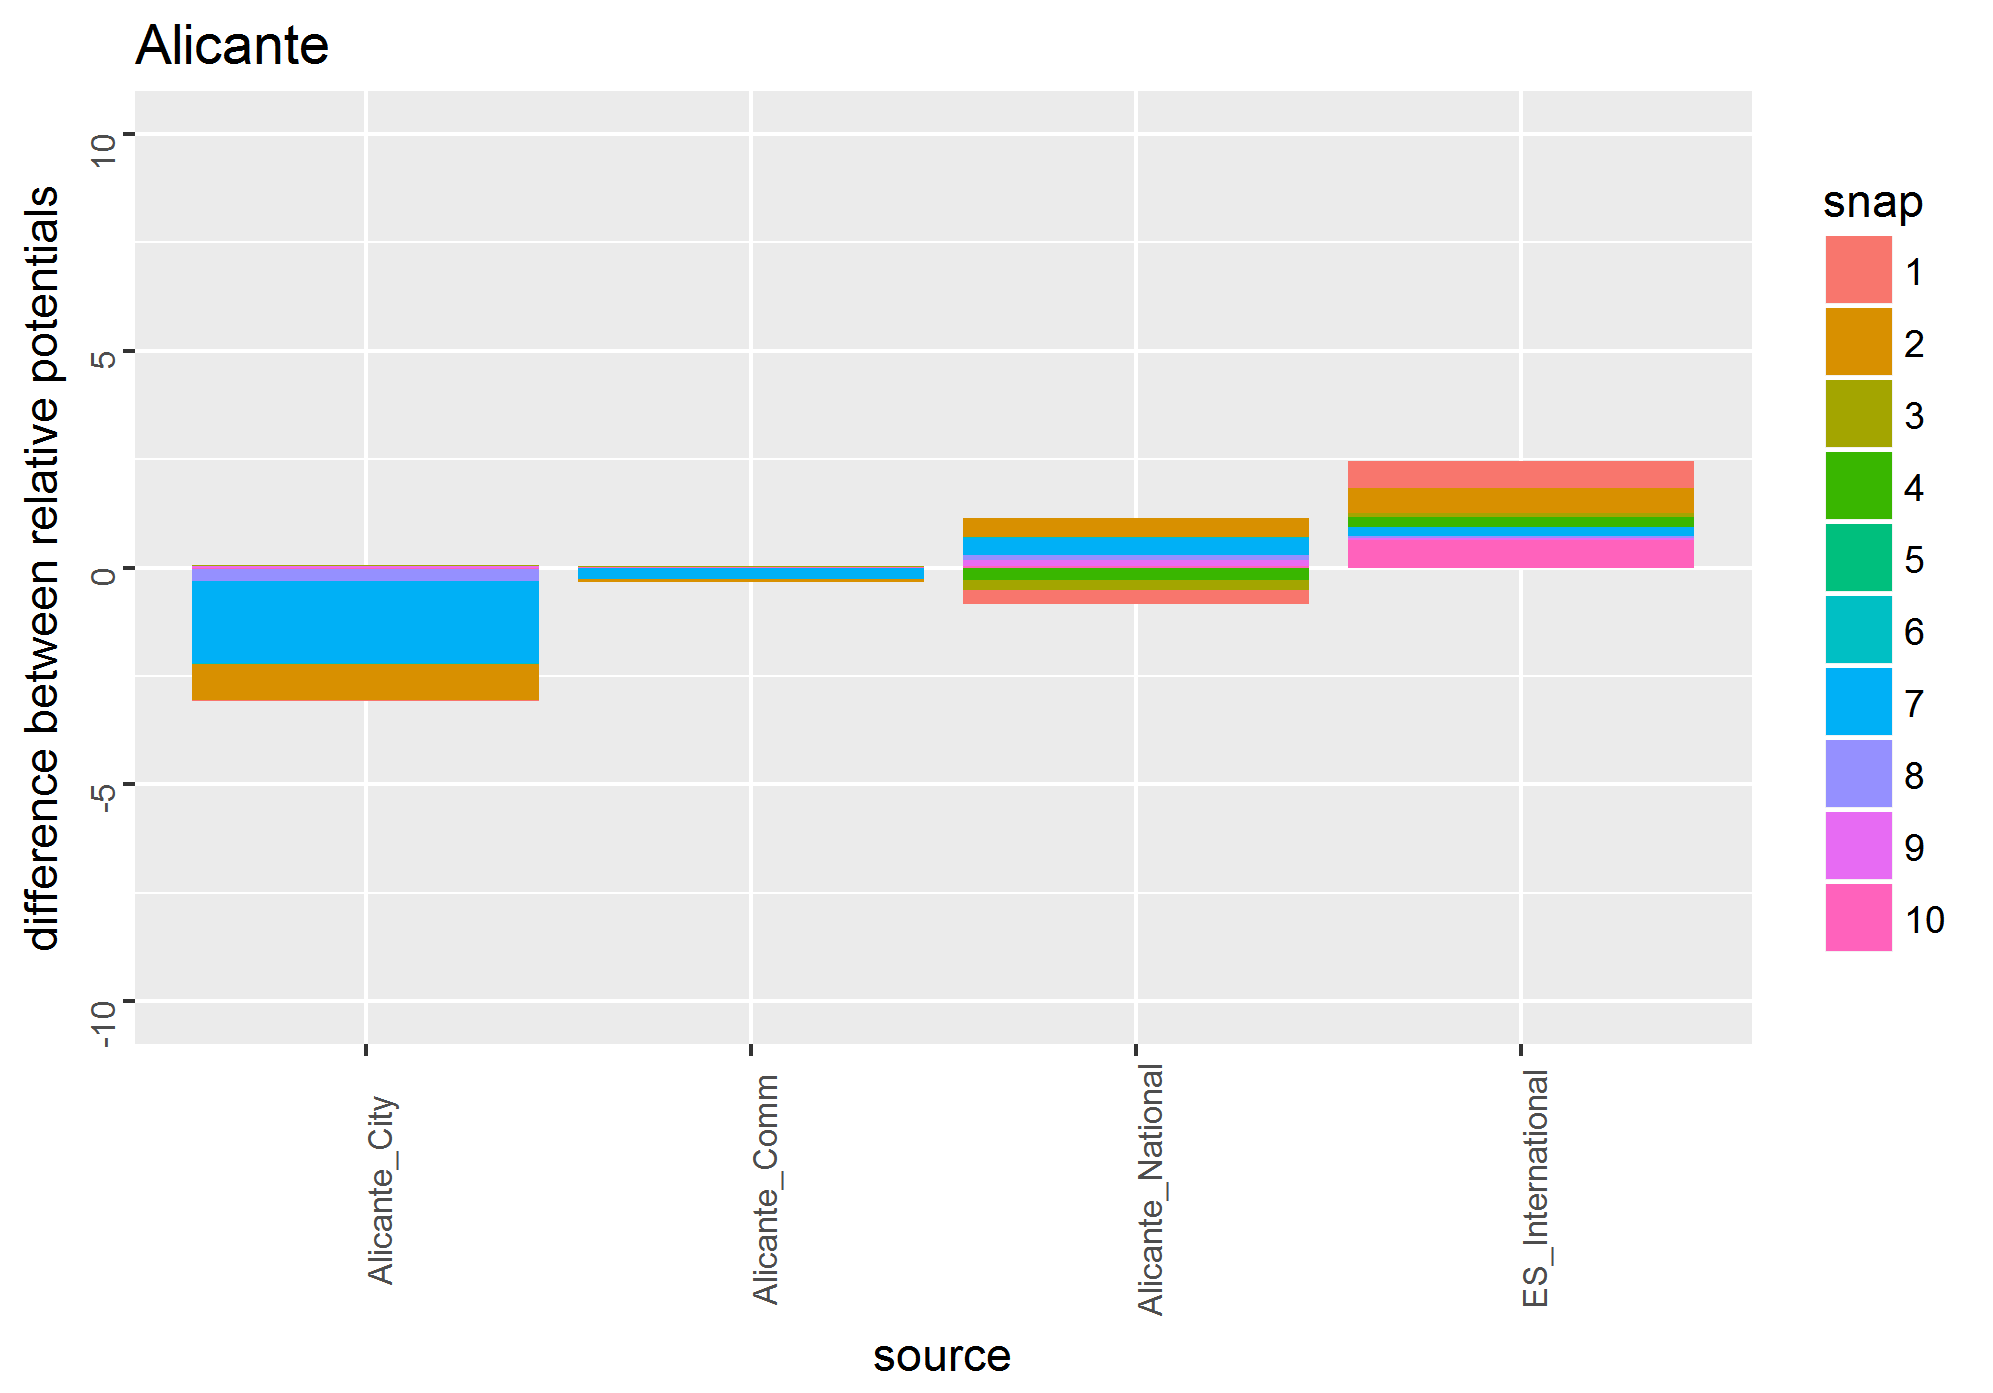 Alicante
difference between relative potentials
10
5
0
-5
-10
Alicante_City
Alicante_Comm
Alicante_National
ES_International
source
snap
1
2
3
4
5
6
7
8
9
10